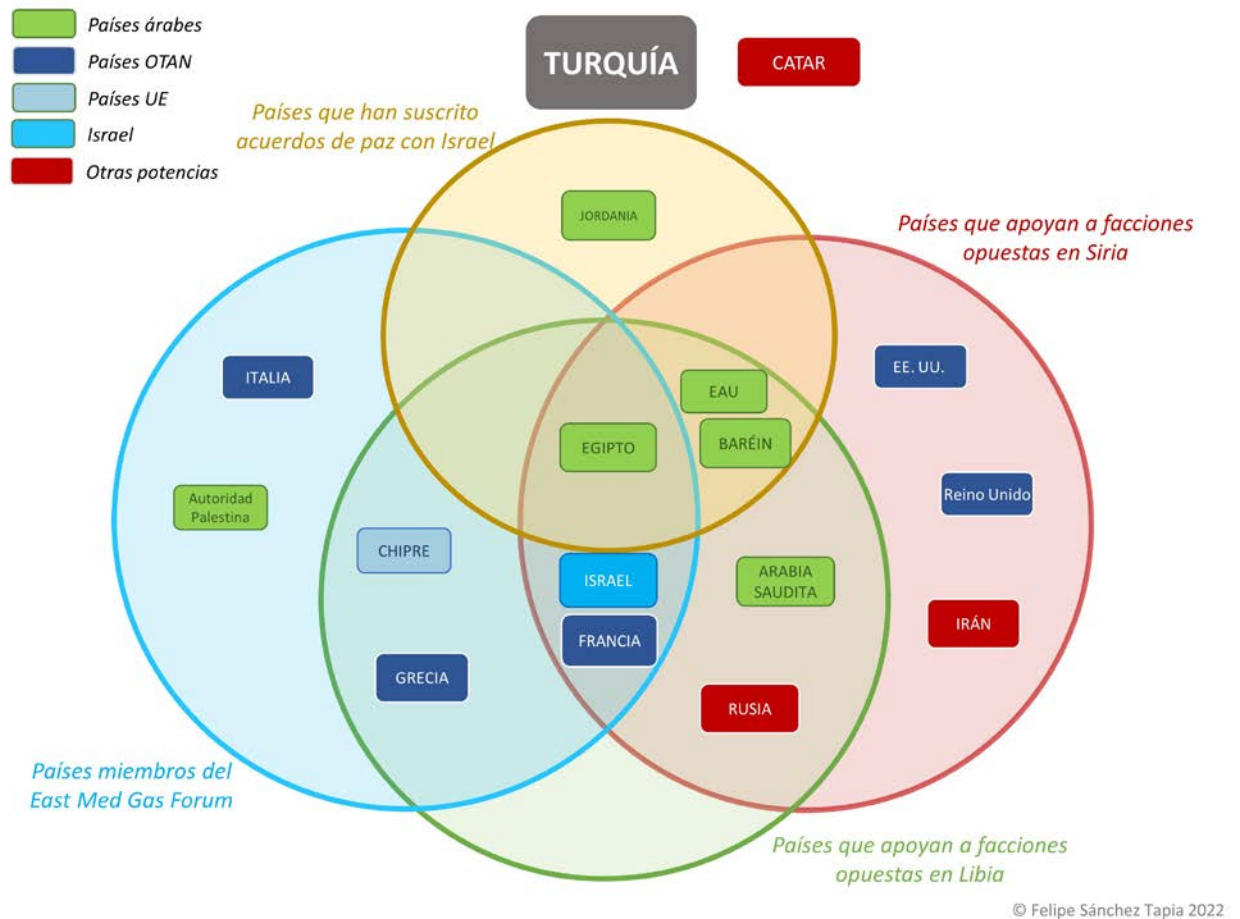 Países árabes
Países OTAN
Países UE
Israel
Otras potencias
TURQUÍA
CATAR
Países que han suscrito
acuerdos de paz con Israel
JORDANIA
Países que apoyan a facciones
opuestas en Siria
ITALIA
EE. UU.
EAU
BARÉIN
EGIPTO
Reino Unido
Autoridad
Palestina
CHIPRE
ISRAEL
ARABIA
SAUDITA
FRANCIA
IRÁN
GRECIA
RUSIA
Países miembros del
East Med Gas Forum
Países que apoyan a facciones
opuestas en Libia
© Felipe Sánchez Tapia 2022